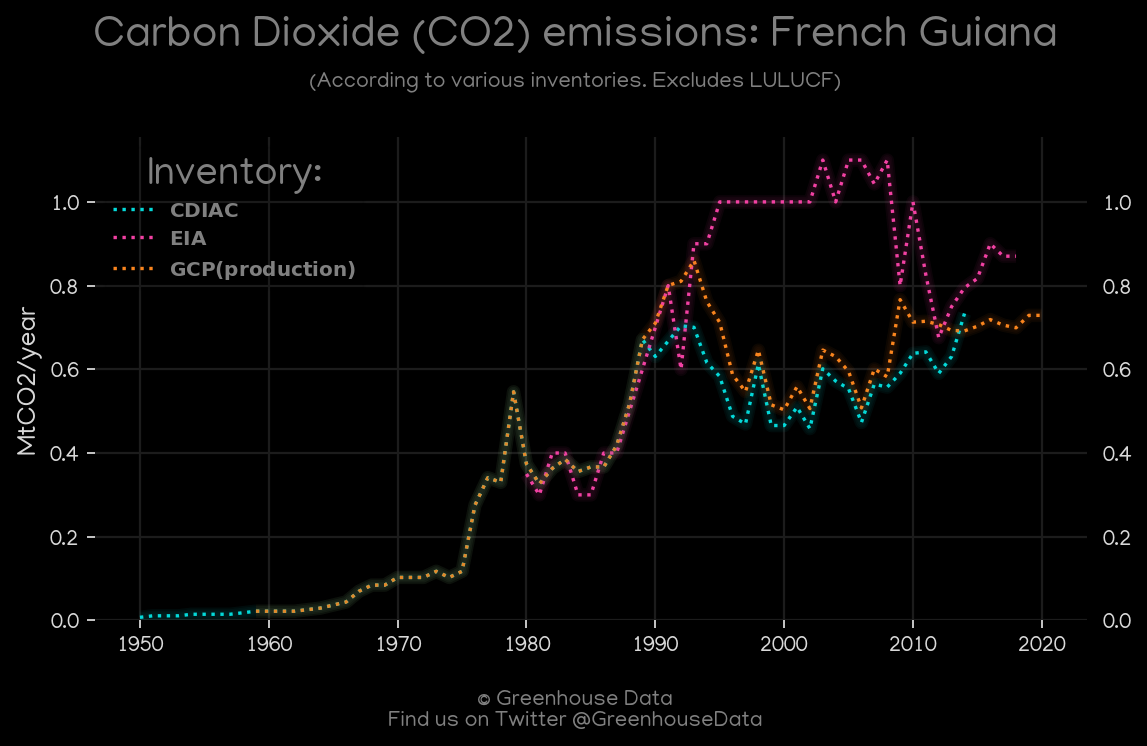 Carbon Dioxide (CO2) emissions: French Guiana
(According to various inventories. Excludes LULUCF)
Inventory:
CDIAC
EIA
GCP(production)
MtCO2/year
1.0
0.8
0.6
0.4
0.2
0.0
1.0
0.8
0.6
0.4
0.2
0.0
1950 1960 1970 1980 1990 2000 2010 2020
© Greenhouse Data
Find us on Twitter @GreenhouseData